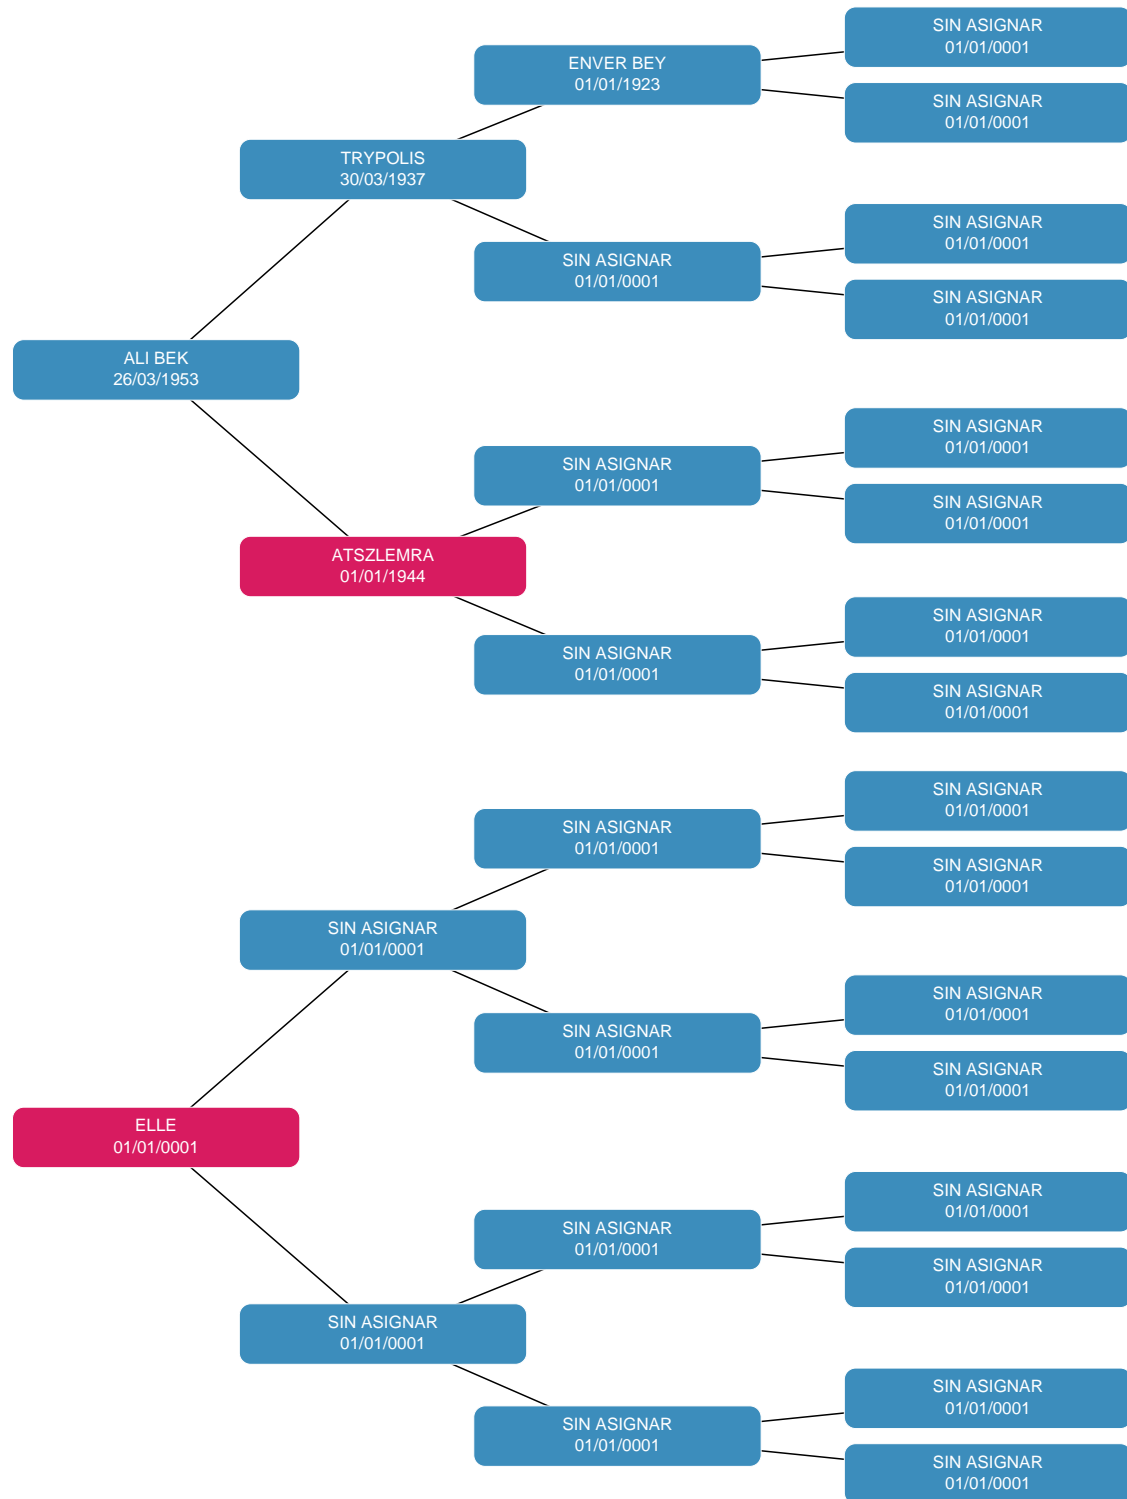 SIN ASIGNAR
01/01/0001
ENVER BEY
01/01/1923
SIN ASIGNAR
01/01/0001
TRYPOLIS
30/03/1937
SIN ASIGNAR
01/01/0001
SIN ASIGNAR
01/01/0001
SIN ASIGNAR
01/01/0001
ALI BEK
26/03/1953
SIN ASIGNAR
01/01/0001
SIN ASIGNAR
01/01/0001
SIN ASIGNAR
01/01/0001
ATSZLEMRA
01/01/1944
SIN ASIGNAR
01/01/0001
SIN ASIGNAR
01/01/0001
SIN ASIGNAR
01/01/0001
SIN ASIGNAR
01/01/0001
SIN ASIGNAR
01/01/0001
SIN ASIGNAR
01/01/0001
SIN ASIGNAR
01/01/0001
SIN ASIGNAR
01/01/0001
SIN ASIGNAR
01/01/0001
SIN ASIGNAR
01/01/0001
ELLE
01/01/0001
SIN ASIGNAR
01/01/0001
SIN ASIGNAR
01/01/0001
SIN ASIGNAR
01/01/0001
SIN ASIGNAR
01/01/0001
SIN ASIGNAR
01/01/0001
SIN ASIGNAR
01/01/0001
SIN ASIGNAR
01/01/0001